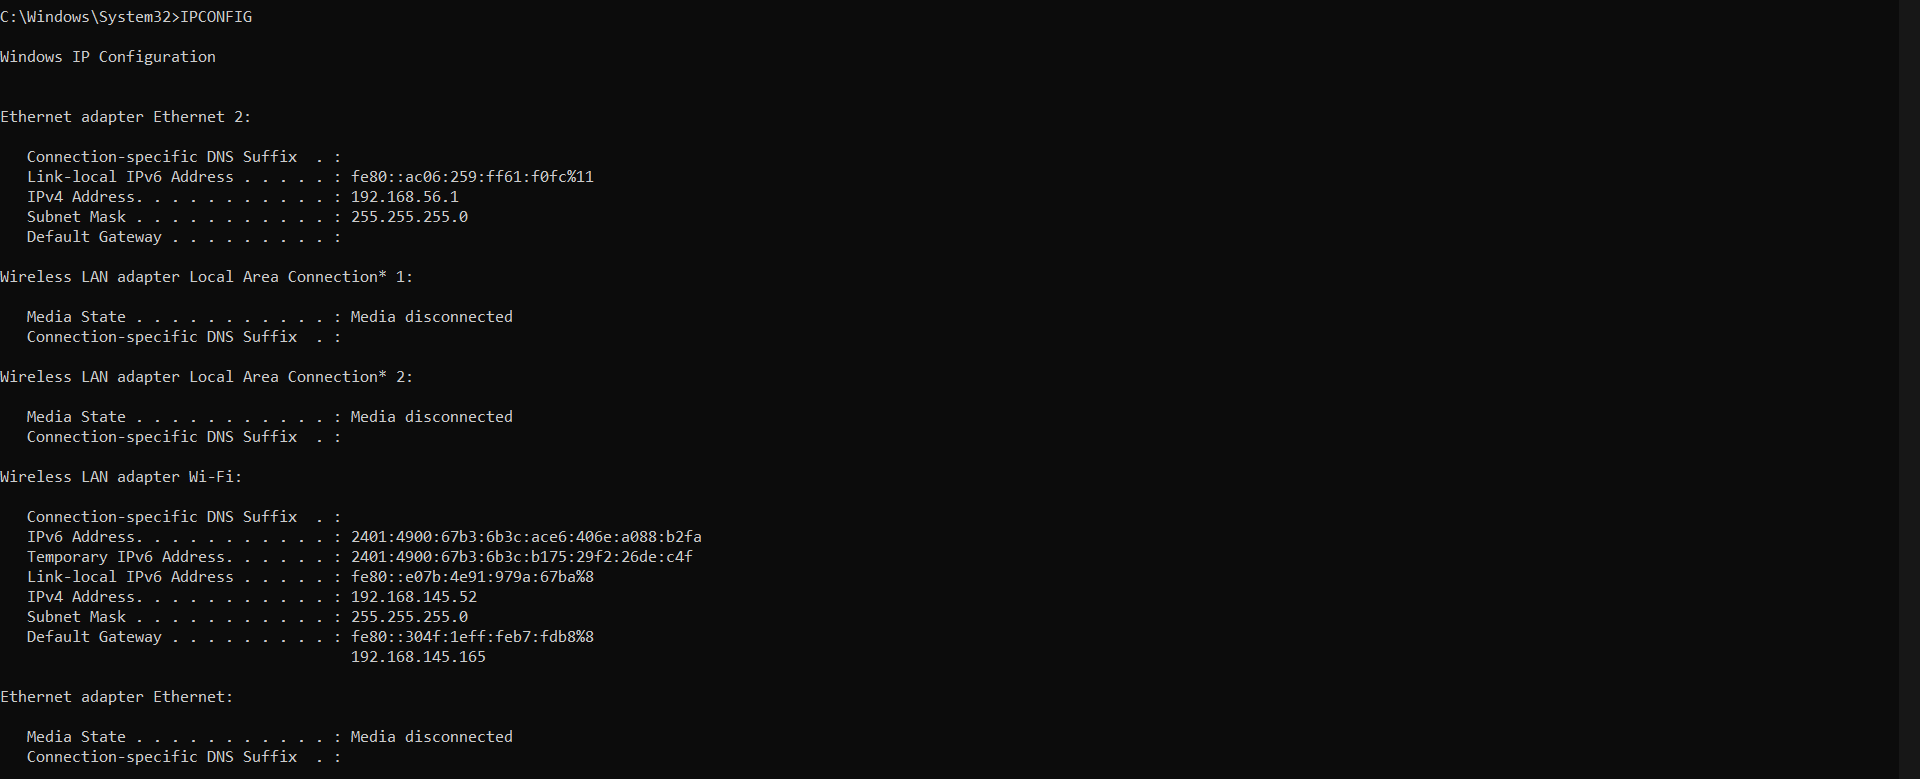 C:\Windows\System32>IPCONFIG
Windows IP Configuration
Ethernet adapter Ethernet 2:
   Connection-specific DNS Suffix  . :
   Link-local IPv6 Address . . . . . : fe80::ac06:259:ff61:f0fc%11
   IPv4 Address. . . . . . . . . . . : 192.168.56.1
   Subnet Mask . . . . . . . . . . . : 255.255.255.0
   Default Gateway . . . . . . . . . :
Wireless LAN adapter Local Area Connection* 1:
   Media State . . . . . . . . . . . : Media disconnected
   Connection-specific DNS Suffix  . :
Wireless LAN adapter Local Area Connection* 2:
   Media State . . . . . . . . . . . : Media disconnected
   Connection-specific DNS Suffix  . :
Wireless LAN adapter Wi-Fi:
   Connection-specific DNS Suffix  . :
   IPv6 Address. . . . . . . . . . . : 2401:4900:67b3:6b3c:ace6:406e:a088:b2fa
   Temporary IPv6 Address. . . . . . : 2401:4900:67b3:6b3c:b175:29f2:26de:c4f
   Link-local IPv6 Address . . . . . : fe80::e07b:4e91:979a:67ba%8
   IPv4 Address. . . . . . . . . . . : 192.168.145.52
   Subnet Mask . . . . . . . . . . . : 255.255.255.0
   Default Gateway . . . . . . . . . : fe80::304f:1eff:feb7:fdb8%8
                                       192.168.145.165
Ethernet adapter Ethernet:
   Media State . . . . . . . . . . . : Media disconnected
   Connection-specific DNS Suffix  . :